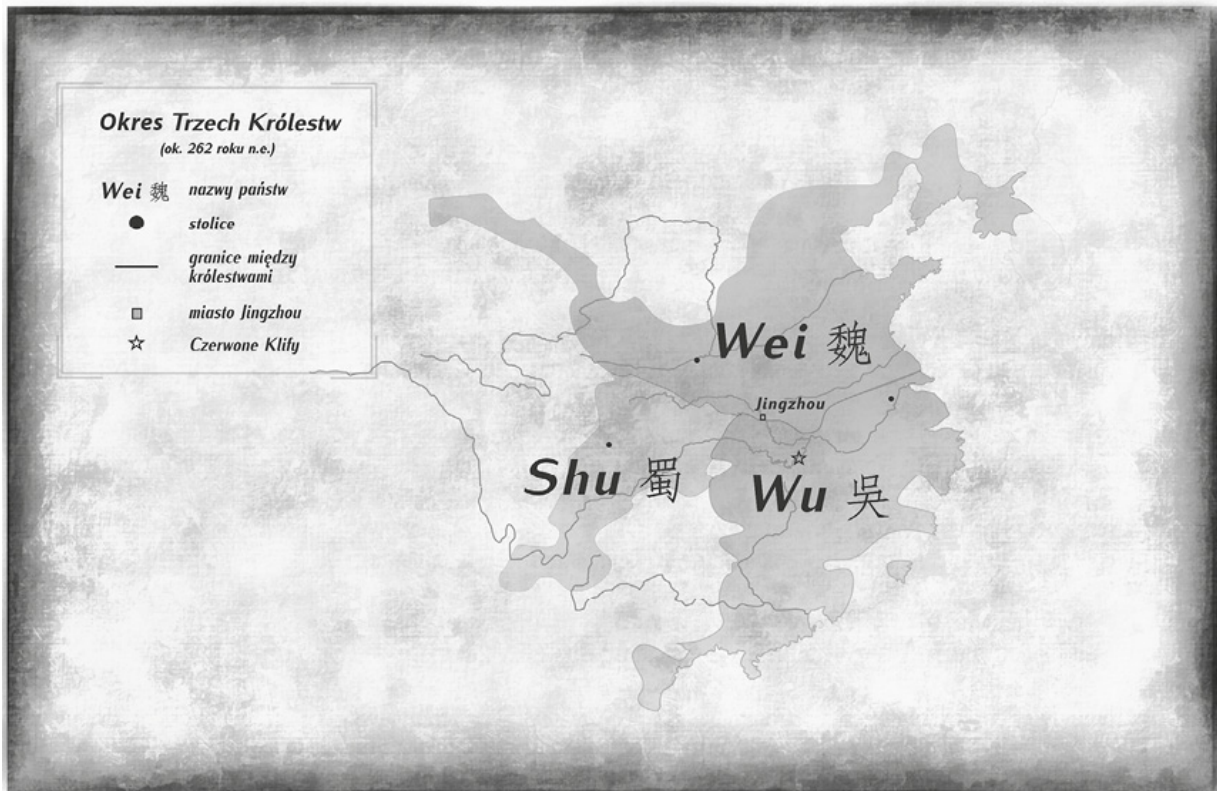 Okres Trzech Królestw
(ok. 262 roku n.e.)
Wei 魏 nazwy państw
stolice
granice między
królestwami
miasto Jingzhou
Czerwone Klify
Wei 魏
Jingzhou
Shu 蜀
Wu 吳